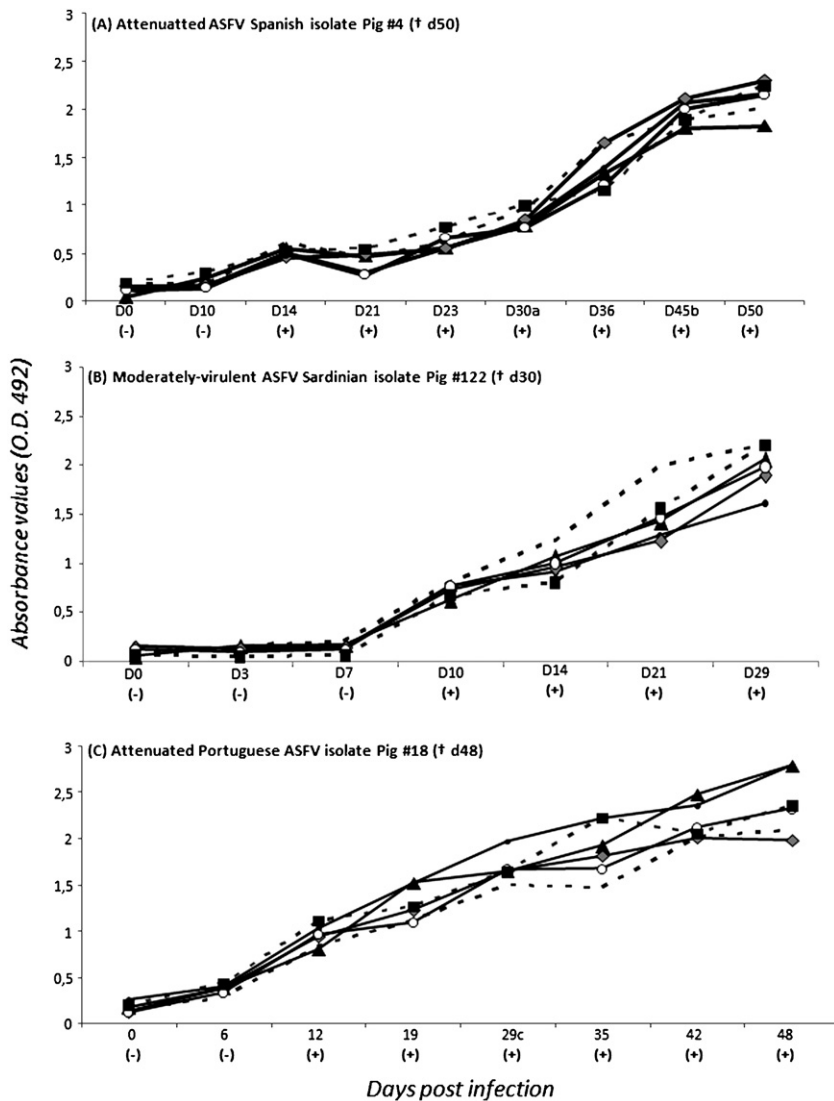 (A) Attenuatted ASFV Spanish isolate Pig #4 († d50)
3
2,5
2
1,5
1
0,5
0
D0 D10 D14 D21 D23 D30a D36 D45b D50
(-) (-) (+) (+) (+) (+) (+) (+) (+)
Absorbance values (O.D. 492)
(B) Moderately-virulent ASFV Sardinian isolate Pig #122 († d30)
3
2,5
2
1,5
1
0,5
0
D0 D3 D7 D10 D14 D21 D29
(-) (-) (-) (+) (+) (+) (+)
(C) Attenuated Portuguese ASFV isolate Pig #18 († d48)
3
2,5
2
1,5
1
0,5
0
0 6 12 19 29c 35 42 48
(-) (-) (+) (+) (+) (+) (+) (+)
Days post infection